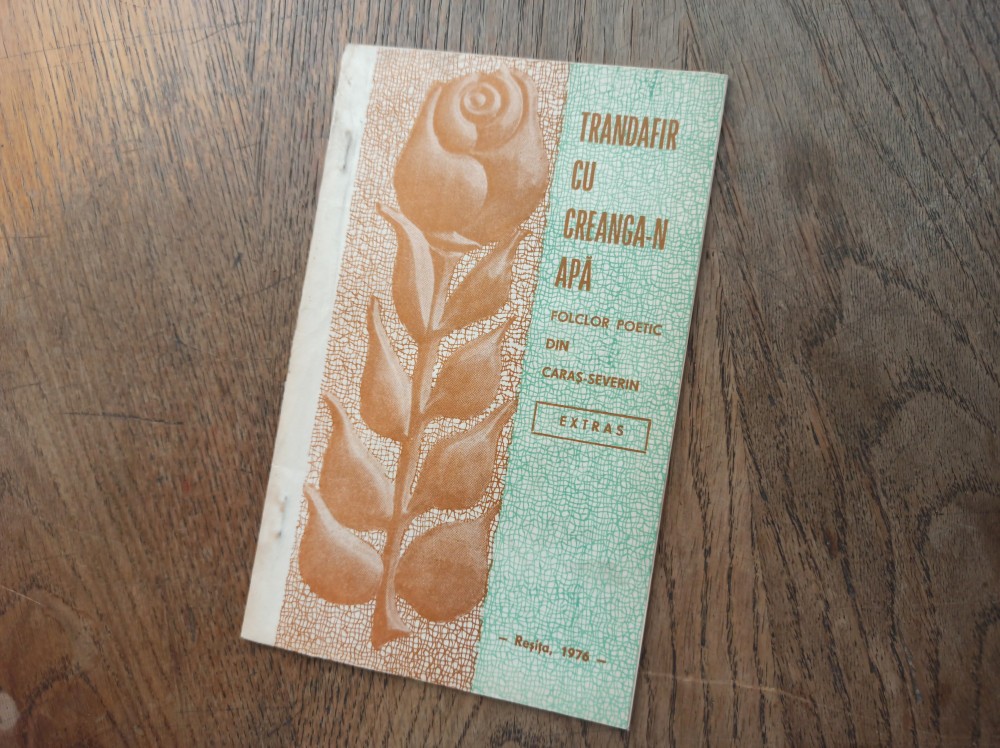 TRANDAFIR
CU
CREANGA-N
APĂ
FOLCLOR POETIC
DIN
CARAȘ-SEVERIN
EXTRAS
— Reșița, 1976 —